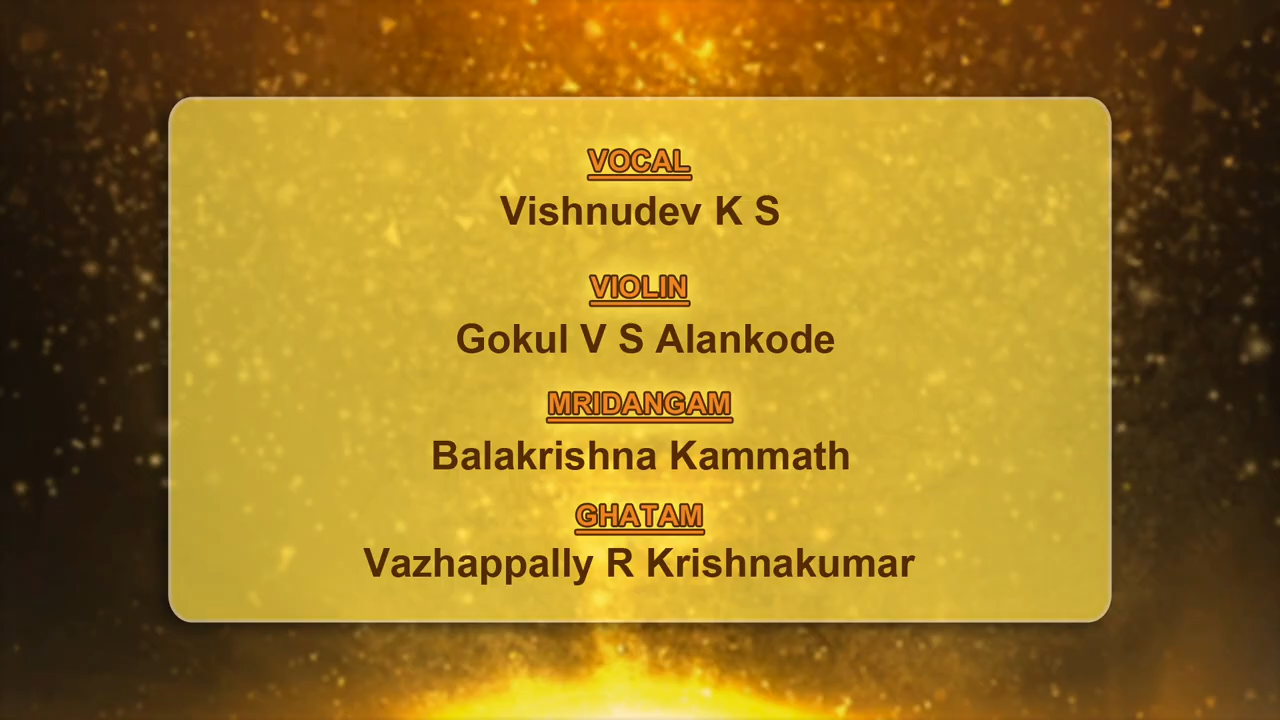 VOCAL
Vishnudev K S
VIOLIN
Gokul V S Alankode
MRIDANGAM
Balakrishna Kammath
GHATAM
Vazhappally R Krishnakumar